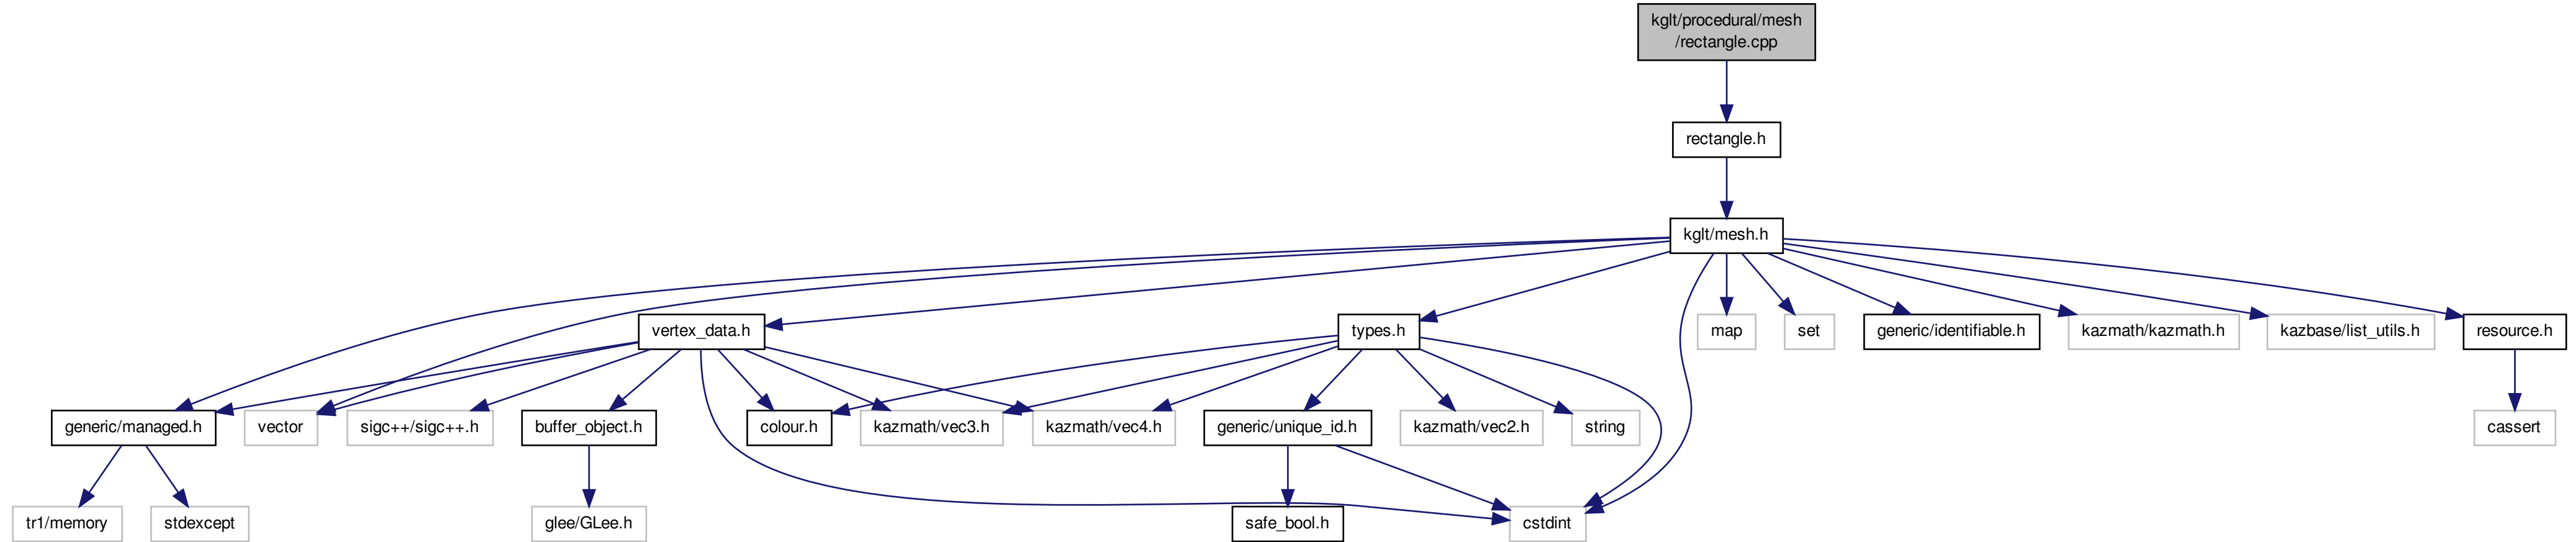 kglt/procedural/mesh
/rectangle.cpp
rectangle.h
kglt/mesh.h
vertex_data.h
types.h
map
set
generic/identifiable.h
kazmath/kazmath.h
kazbase/list_utils.h
resource.h
generic/managed.h
vector
sigc++/sigc++.h
buffer_object.h
colour.h
kazmath/vec3.h
kazmath/vec4.h
generic/unique_id.h
kazmath/vec2.h
string
cassert
tr1/memory
stdexcept
glee/GLee.h
safe_bool.h
cstdint